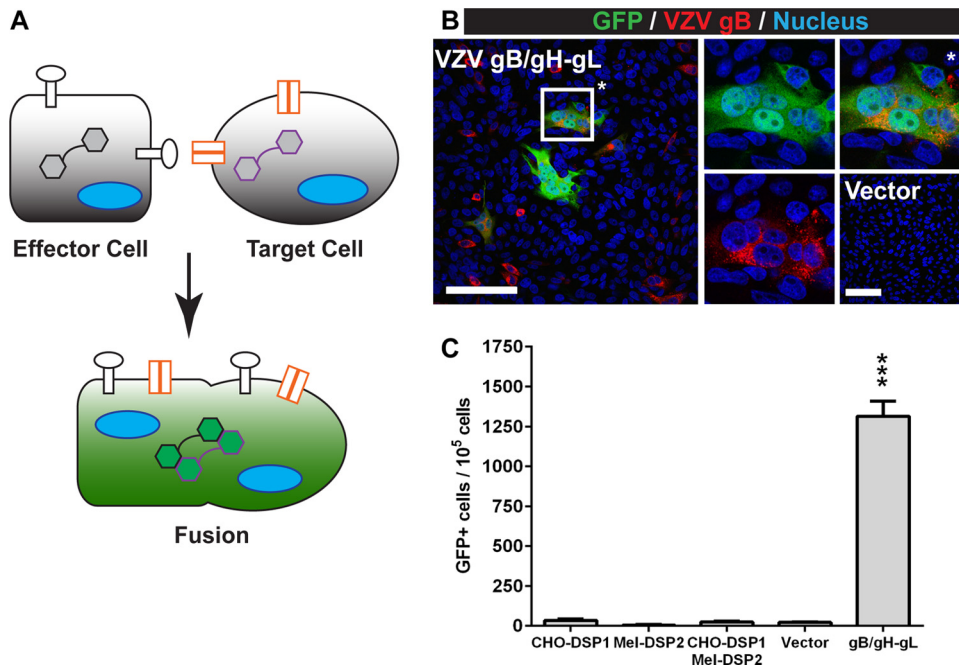 A
Effector Cell
Target Cell
Fusion
B
GFP / VZV gB / Nucleus
VZV gB/gH-gL
*
*
Vector
C
GFP+ cells / 10⁵ cells
1750
1500
1250
1000
750
500
250
0
***
CHO-DSP1
Mel-DSP2
CHO-DSP1
Mel-DSP2
Vector
gB/gH-gL